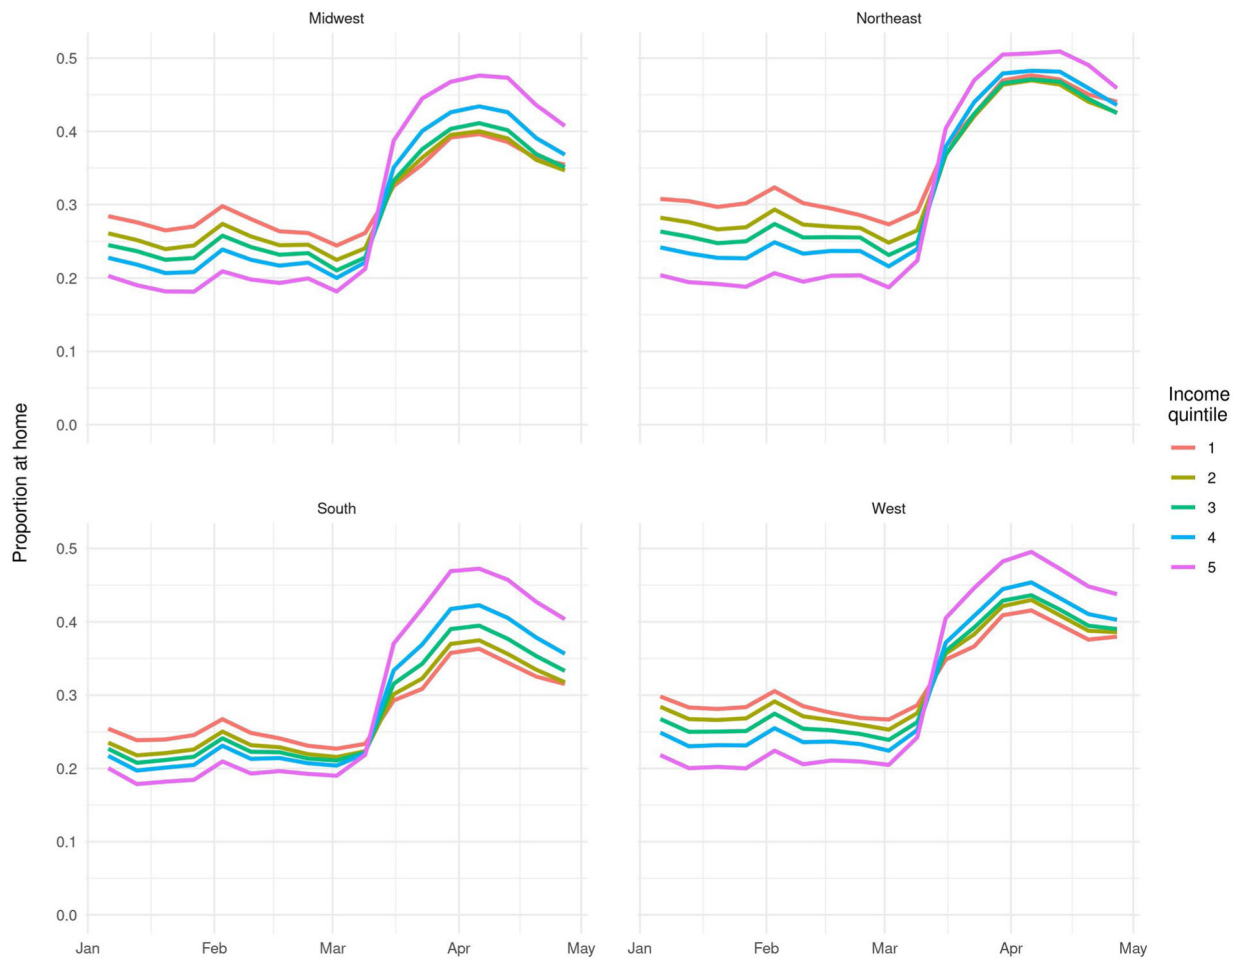 Midwest
Northeast
0.5
0.4
0.3
0.2
0.1
0.0
South
West
0.5
0.4
0.3
0.2
0.1
0.0
Jan Feb Mar Apr May
Jan Feb Mar Apr May
Proportion at home
Income
quintile
1
2
3
4
5